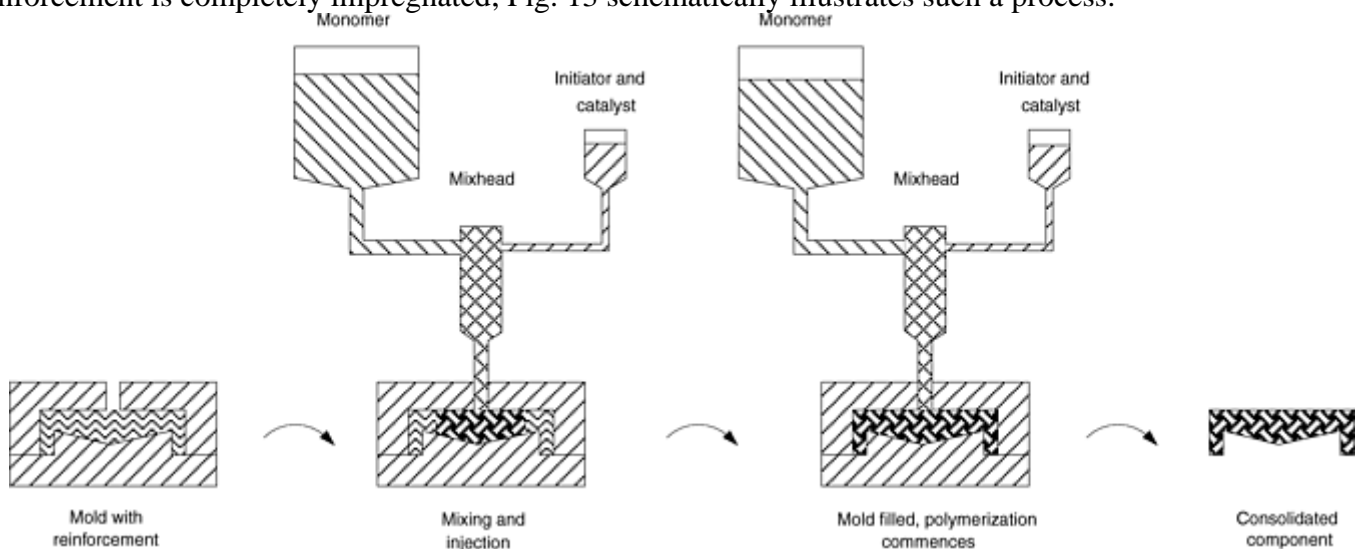 nforcement is completely impregnated; Fig. 13 schematically illustrates such a process.
Monomer
Initiator and
catalyst
Mixhead
Monomer
Initiator and
catalyst
Mixhead
Mold with
reinforcement
Mixing and
injection
Mold filled, polymerization
commences
Consolidated
component